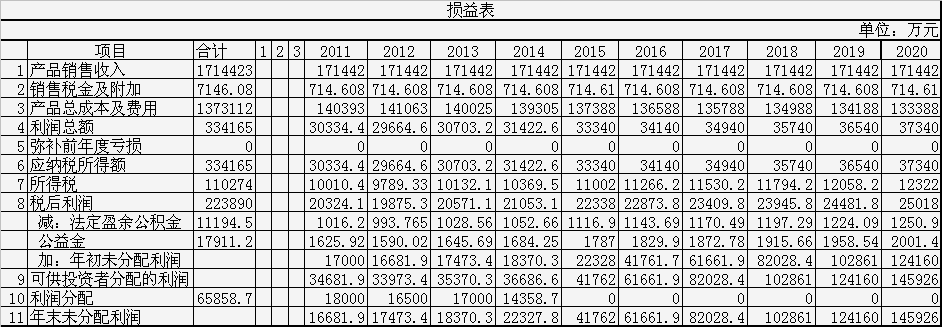 损益表
单位：万元
项目 合计 1 2 3 2011 2012 2013 2014 2015 2016 2017 2018 2019 2020
1 产品销售收入 1714423 171442 171442 171442 171442 171442 171442 171442 171442 171442 171442
2 销售税金及附加 7146.08 714.608 714.608 714.608 714.608 714.61 714.608 714.608 714.608 714.608 714.61
3 产品总成本及费用 1373112 140393 141063 140025 139305 137388 136588 135788 134988 134188 133388
4 利润总额 334165 30334.4 29664.6 30703.2 31422.6 33340 34140 34940 35740 36540 37340
5 弥补前年度亏损 0 0 0 0 0 0 0 0 0 0
6 应纳税所得额 334165 30334.4 29664.6 30703.2 31422.6 33340 34140 34940 35740 36540 37340
7 所得税 110274 10010.4 9789.33 10132.1 10369.5 11002 11266.2 11530.2 11794.2 12058.2 12322
8 税后利润 223890 20324.1 19875.3 20571.1 21053.1 22338 22873.8 23409.8 23945.8 24481.8 25018
减：法定盈余公积金 11194.5 1016.2 993.765 1028.56 1052.66 1116.9 1143.69 1170.49 1197.29 1224.09 1250.9
公益金 17911.2 1625.92 1590.02 1645.69 1684.25 1787 1829.9 1872.78 1915.66 1958.54 2001.4
加：年初未分配利润 17000 16681.9 17473.4 18370.3 22328 41761.7 61661.9 82028.4 102861 124160
9 可供投资者分配的利润 34681.9 33973.4 35370.3 36686.6 41762 61661.9 82028.4 102861 124160 145926
10 利润分配 65858.7 18000 16500 17000 14358.7 0 0 0 0 0 0
11 年末未分配利润 16681.9 17473.4 18370.3 22327.8 41762 61661.9 82028.4 102861 124160 145926